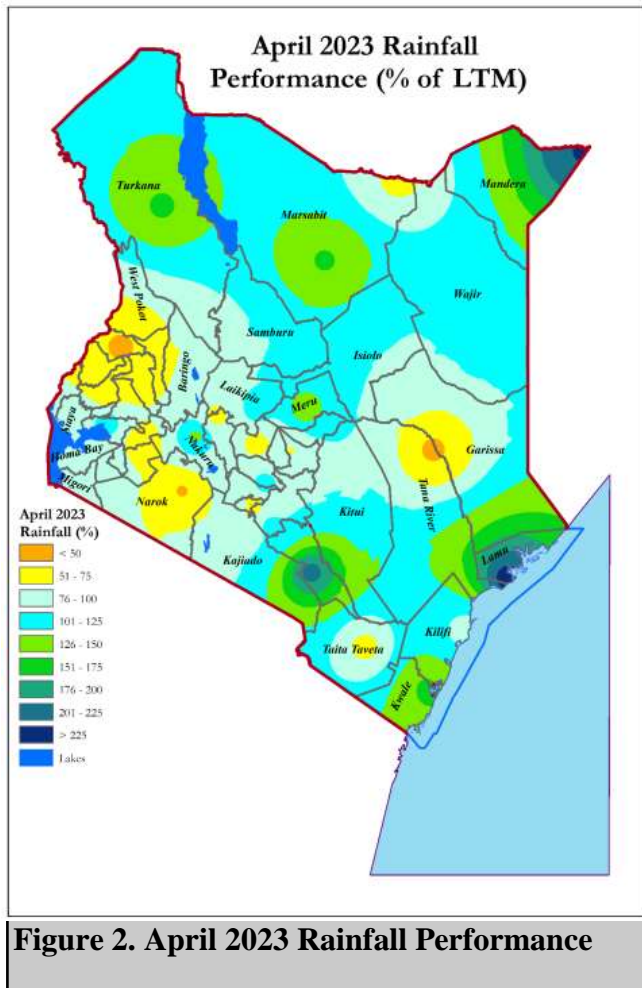 April 2023 Rainfall
Performance (% of LTM)
Turkana
Mandera
Marsabit
West Pokot
Wajir
Samburu
Isiolo
Baringo
Laikipia
Meru
Siaya
Nakuru
Homa Bay
Garissa
Migori
Narok
Tana River
Kitui
Lamu
Kajiado
Taita Taveta
Kilifi
Kwale
April 2023
Rainfall (%)
< 50
51 - 75
76 - 100
101 - 125
126 - 150
151 - 175
176 - 200
201 - 225
> 225
Lakes
Figure 2. April 2023 Rainfall Performance